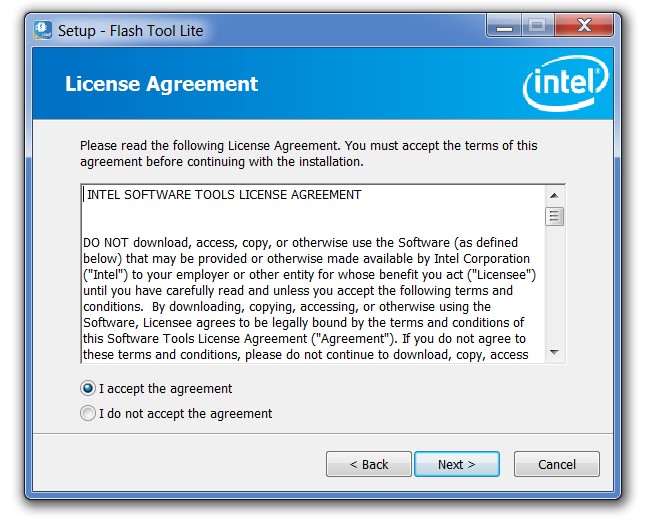 Setup - Flash Tool Lite
License Agreement
intel
Please read the following License Agreement. You must accept the terms of this
agreement before continuing with the installation.
INTEL SOFTWARE TOOLS LICENSE AGREEMENT
DO NOT download, access, copy, or otherwise use the Software (as defined
below) that may be provided or otherwise made available by Intel Corporation
("Intel") to your employer or other entity for whose benefit you act ("Licensee")
until you have carefully read and unless you accept the following terms and
conditions.  By downloading, copying, accessing, or otherwise using the
Software, Licensee agrees to be legally bound by the terms and conditions of
this Software Tools License Agreement ("Agreement"). If you do not agree to
these terms and conditions, please do not continue to download, copy, access
I accept the agreement
I do not accept the agreement
< Back Next > Cancel